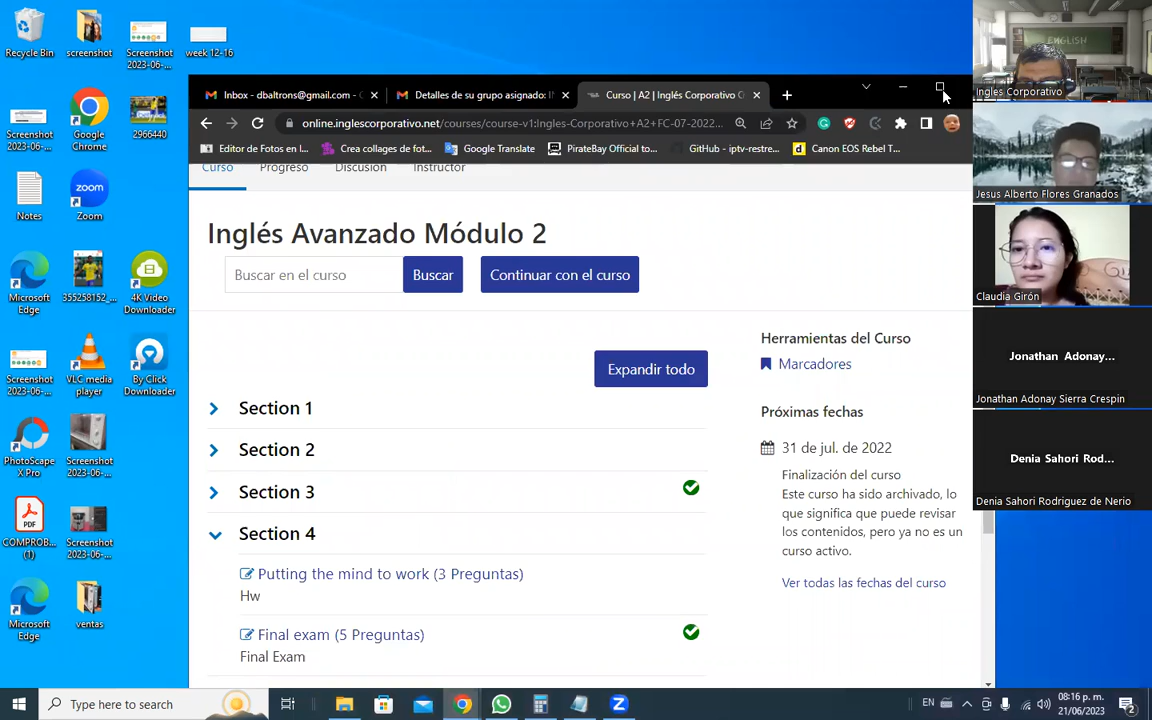 Recycle Bin
screenshot
Screenshot
2023-06-...
week 12-16
Screenshot
2023-06-...
Google
Chrome
2966440
Notes
zoom
Zoom
Microsoft
Edge
355258152_...
4K Video
Downloader
Screenshot
2023-06-...
VLC media
player
By Click
Downloader
PhotoScape
X Pro
Screenshot
2023-06-...
PDF
COMPROB...
(1)
Screenshot
2023-06-...
Microsoft
Edge
ventas
Inbox - dbaltrons@gmail.com -
Detalles de su grupo asignado:
Curso | A2 | Inglés Corporativo
online.inglescorporativo.net/courses/course-v1:Ingles-Corporativo+A2+FC-07-2022...
Editor de Fotos en l...
Crea collages de fot...
Google Translate
PirateBay Official to...
GitHub - iptv-restre...
Canon EOS Rebel T...
Curso
Progreso
Discusión
Instructor
Inglés Avanzado Módulo 2
Buscar en el curso
Buscar
Continuar con el curso
Expandir todo
Section 1
Section 2
Section 3
Section 4
Putting the mind to work (3 Preguntas)
Hw
Final exam (5 Preguntas)
Final Exam
Herramientas del Curso
Marcadores
Próximas fechas
31 de jul. de 2022
Finalización del curso
Este curso ha sido archivado, lo
que significa que puede revisar
los contenidos, pero ya no es un
curso activo.
Ver todas las fechas del curso
ENGLISH
Ingles Corporativo
Jesus Alberto Flores Granados
Claudia Girón
Jonathan Adonay...
Jonathan Adonay Sierra Crespin
Denia Sahori Rod...
Denia Sahori Rodriguez de Nerio
Type here to search
EN
08:16 p. m.
21/06/2023
2